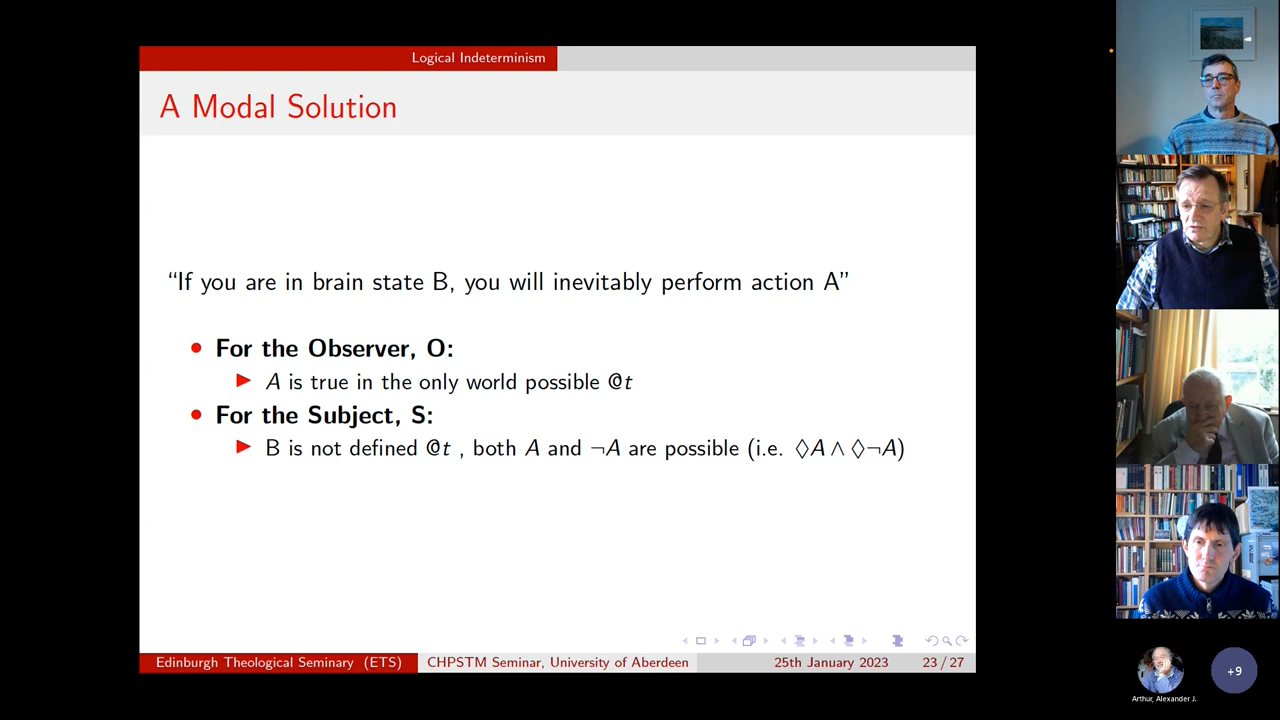 Logical Indeterminism
A Modal Solution
“If you are in brain state B, you will inevitably perform action A”
• For the Observer, O:
▶ A is true in the only world possible @t
• For the Subject, S:
▶ B is not defined @t , both A and ¬A are possible (i.e. ◊A ∧ ◊¬A)
Edinburgh Theological Seminary (ETS) CHPSTM Seminar, University of Aberdeen 25th January 2023 23 / 27
+9
Arthur, Alexander J.